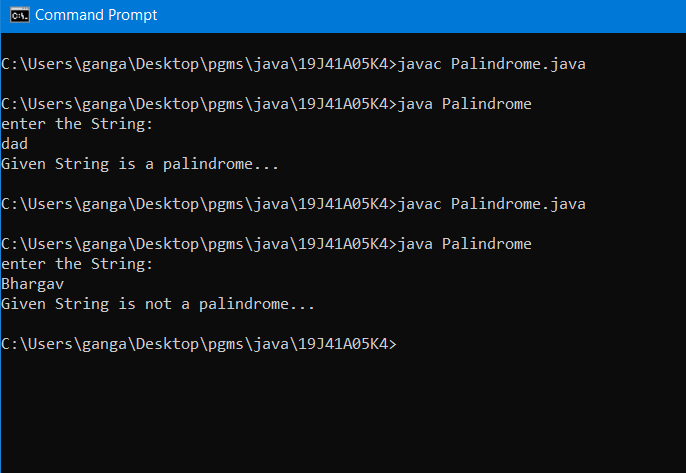 Command Prompt
C:\Users\ganga\Desktop\pgms\java\19J41A05K4>javac Palindrome.java
C:\Users\ganga\Desktop\pgms\java\19J41A05K4>java Palindrome
enter the String:
dad
Given String is a palindrome...
C:\Users\ganga\Desktop\pgms\java\19J41A05K4>javac Palindrome.java
C:\Users\ganga\Desktop\pgms\java\19J41A05K4>java Palindrome
enter the String:
Bhargav
Given String is not a palindrome...
C:\Users\ganga\Desktop\pgms\java\19J41A05K4>